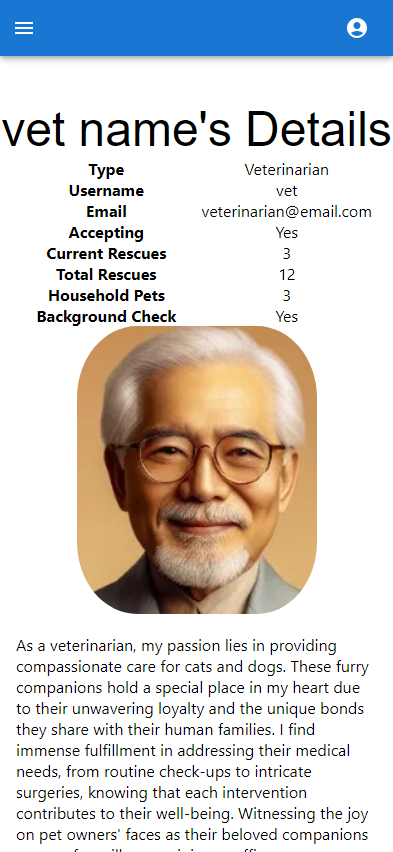 vet name's Details
Type Veterinarian
Username vet
Email veterinarian@email.com
Accepting Yes
Current Rescues 3
Total Rescues 12
Household Pets 3
Background Check Yes
As a veterinarian, my passion lies in providing
compassionate care for cats and dogs. These furry
companions hold a special place in my heart due
to their unwavering loyalty and the unique bonds
they share with their human families. I find
immense fulfillment in addressing their medical
needs, from routine check-ups to intricate
surgeries, knowing that each intervention
contributes to their well-being. Witnessing the joy
on pet owners' faces as their beloved companions